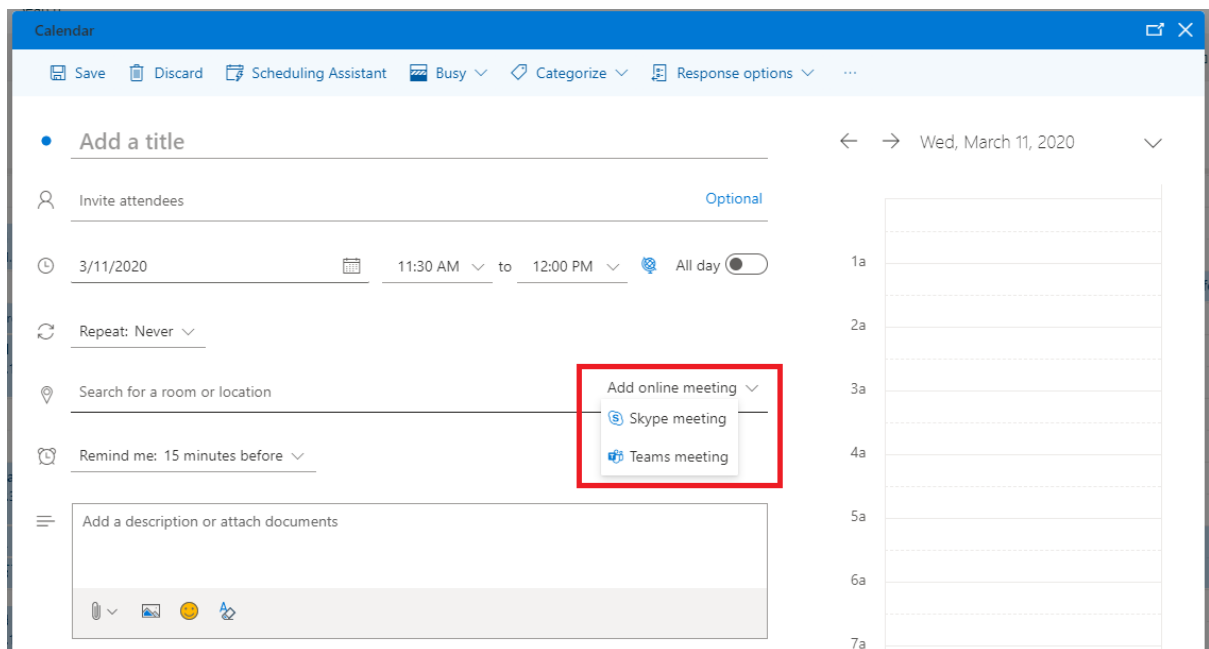 Calendar
Save Discard Scheduling Assistant Busy Categorize Response options ...
Add a title
Wed, March 11, 2020
Invite attendees Optional
3/11/2020 11:30 AM to 12:00 PM All day
1a
Repeat: Never
2a
Search for a room or location
Add online meeting
Skype meeting
Teams meeting
3a
Remind me: 15 minutes before
4a
Add a description or attach documents
5a
6a
7a